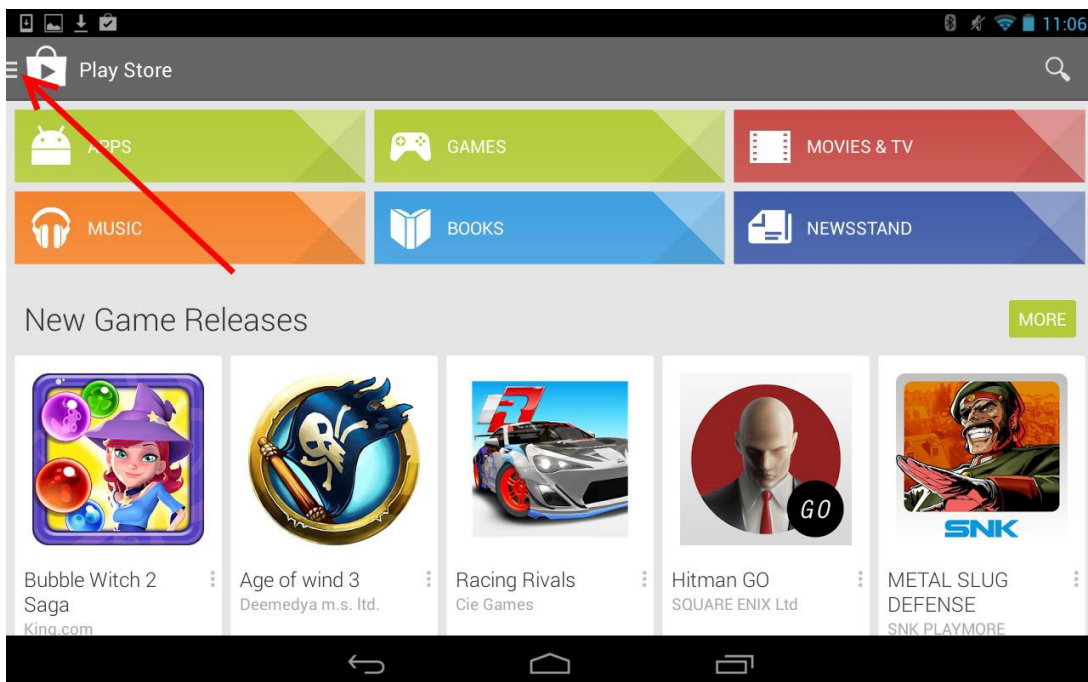 11:06
Play Store
APPS
GAMES
MOVIES & TV
MUSIC
BOOKS
NEWSSTAND
New Game Releases
MORE
GO
SNK
Bubble Witch 2
Saga
King.com
Age of wind 3
Deemedya m.s. ltd.
Racing Rivals
Cie Games
Hitman GO
SQUARE ENIX Ltd
METAL SLUG
DEFENSE
SNK PLAYMORE